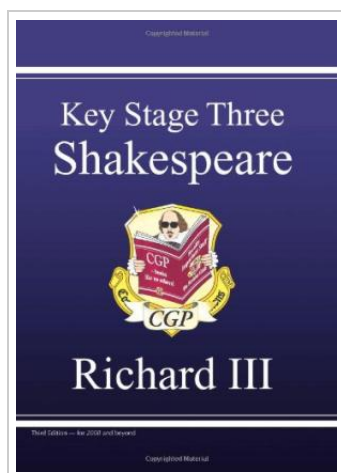 Copyrighted Material
Key Stage Three
Shakespeare
CGP
CGP
Richard III
Third Edition — for 2008 and beyond
Copyrighted Material